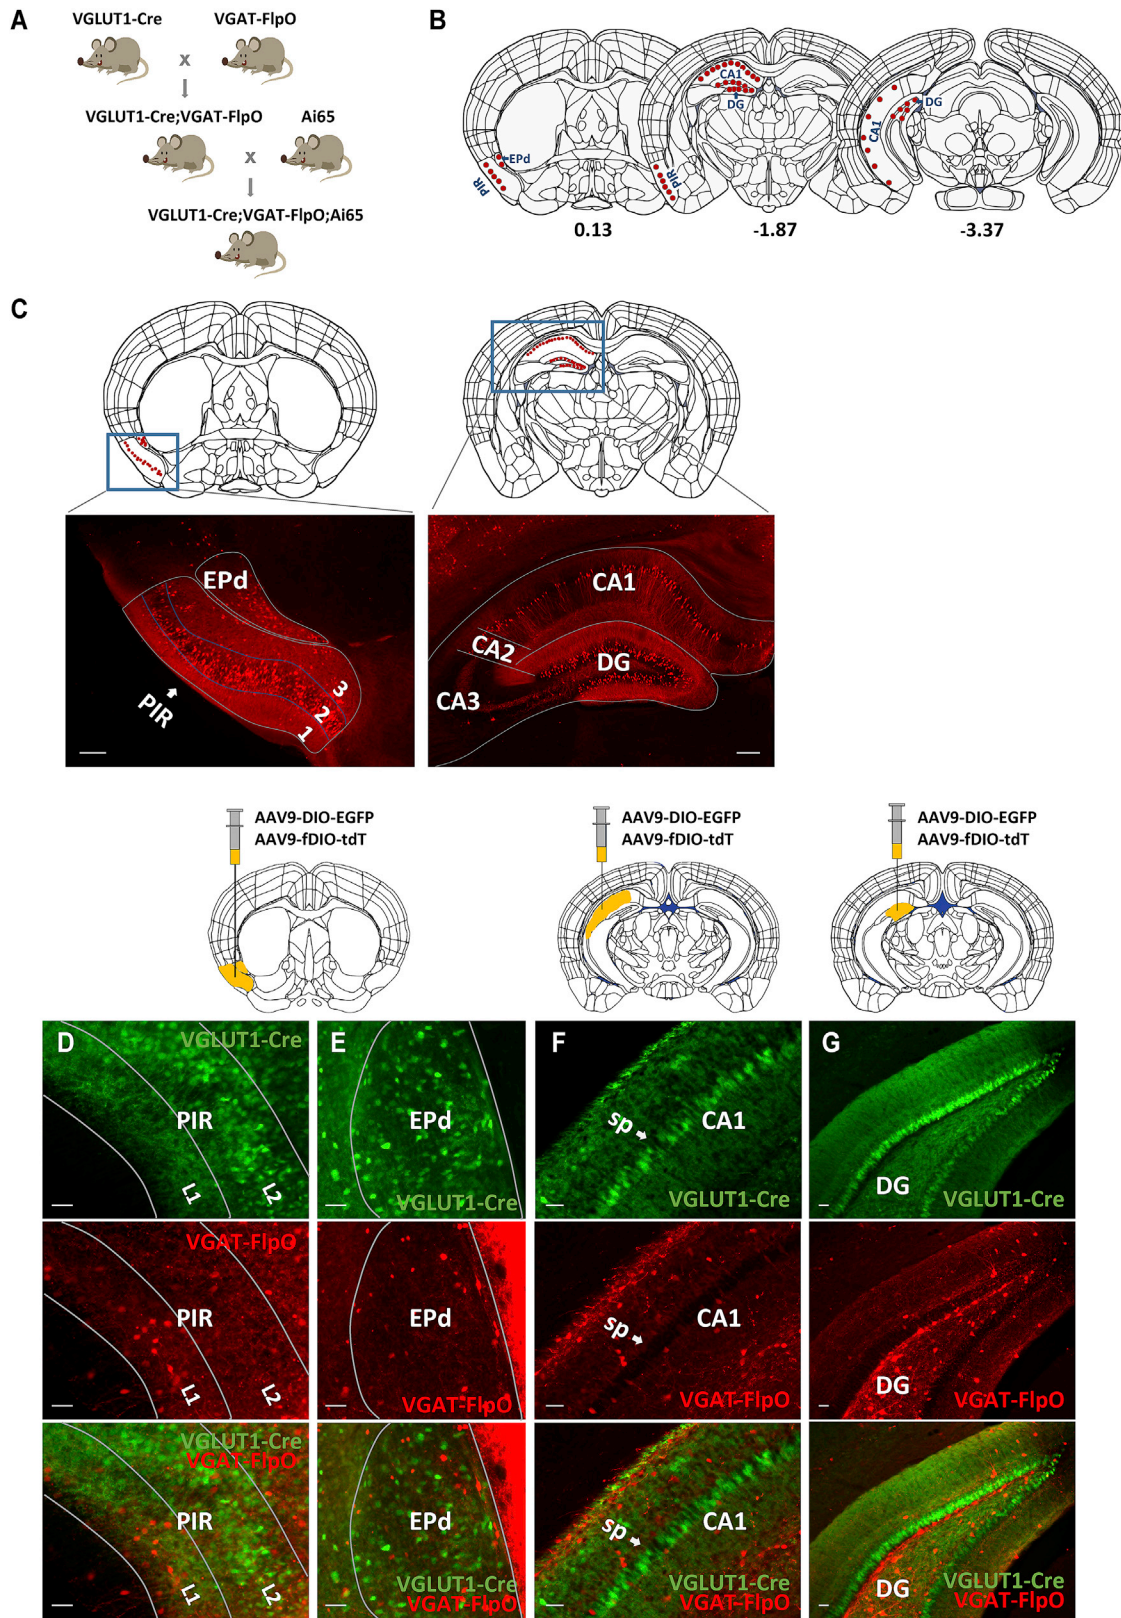 A
VGLUT1-Cre VGAT-FlpO
x
VGLUT1-Cre;VGAT-FlpO Ai65
x
VGLUT1-Cre;VGAT-FlpO;Ai65
B
CA1
DG
EPd
PIR
PIR
DG
CA1
0.13 -1.87 -3.37
C
EPd
PIR
3
2
1
CA1
CA2
DG
CA3
AAV9-DIO-EGFP
AAV9-fDIO-tdT
AAV9-DIO-EGFP
AAV9-fDIO-tdT
AAV9-DIO-EGFP
AAV9-fDIO-tdT
D
VGLUT1-Cre
PIR
L1
L2
E
EPd
VGLUT1-Cre
F
sp
CA1
VGLUT1-Cre
G
DG
VGLUT1-Cre
VGAT-FlpO
PIR
L1
L2
EPd
VGAT-FlpO
sp
CA1
VGAT-FlpO
DG
VGAT-FlpO
VGLUT1-Cre
VGAT-FlpO
PIR
L1
L2
EPd
VGLUT1-Cre
VGAT-FlpO
sp
CA1
VGLUT1-Cre
VGAT-FlpO
DG
VGLUT1-Cre
VGAT-FlpO